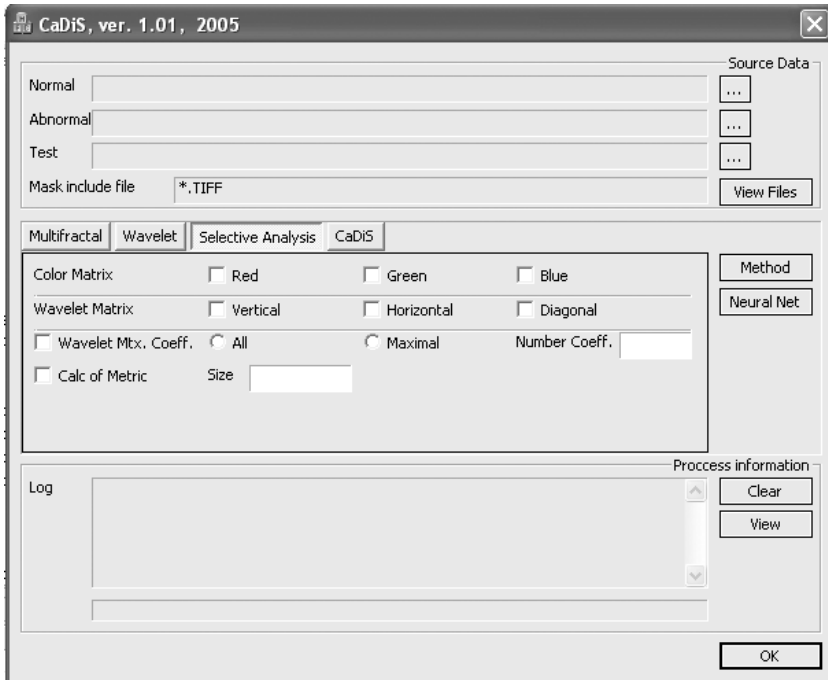 CaDiS, ver. 1.01, 2005
Source Data
Normal ...
Abnormal ...
Test ...
Mask include file *.TIFF View Files
Multifractal Wavelet Selective Analysis CaDiS
Color Matrix Red Green Blue Method
Wavelet Matrix Vertical Horizontal Diagonal Neural Net
Wavelet Mtx. Coeff. All Maximal Number Coeff.
Calc of Metric Size
Proccess information
Log Clear
View
OK